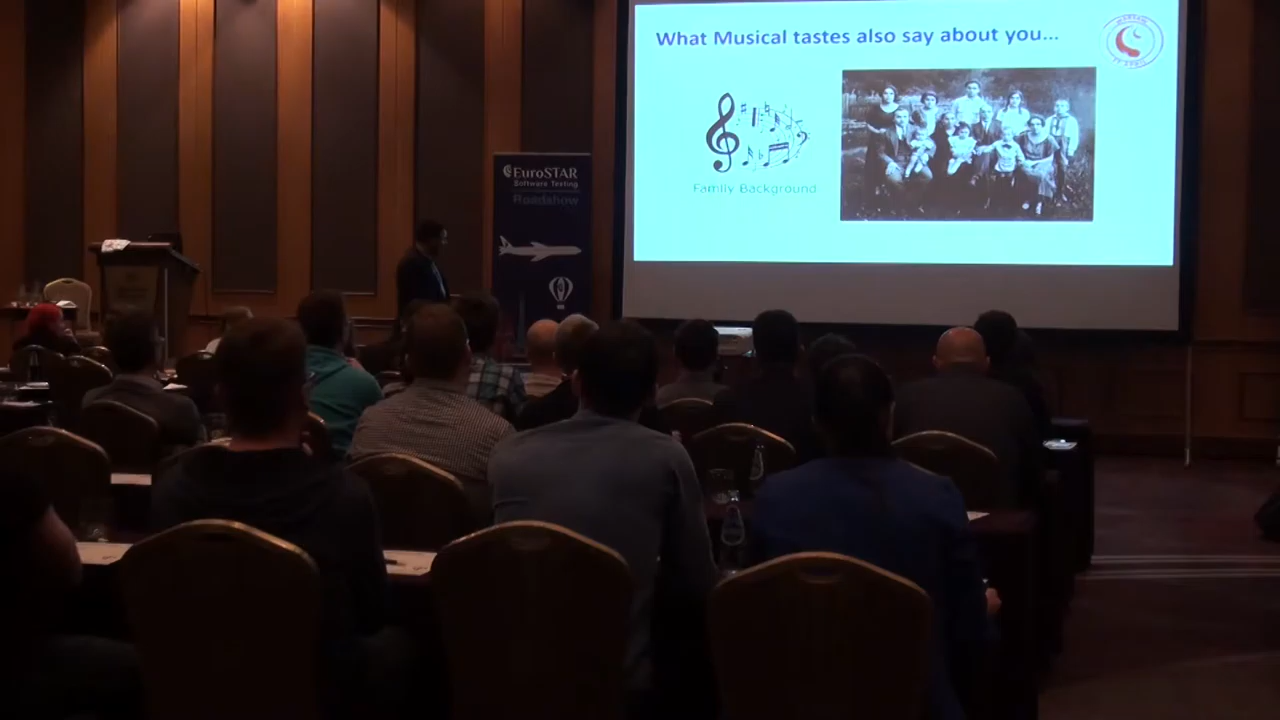 What Musical tastes also say about you...
Family Background
EuroSTAR
Software Testing
Roadshow